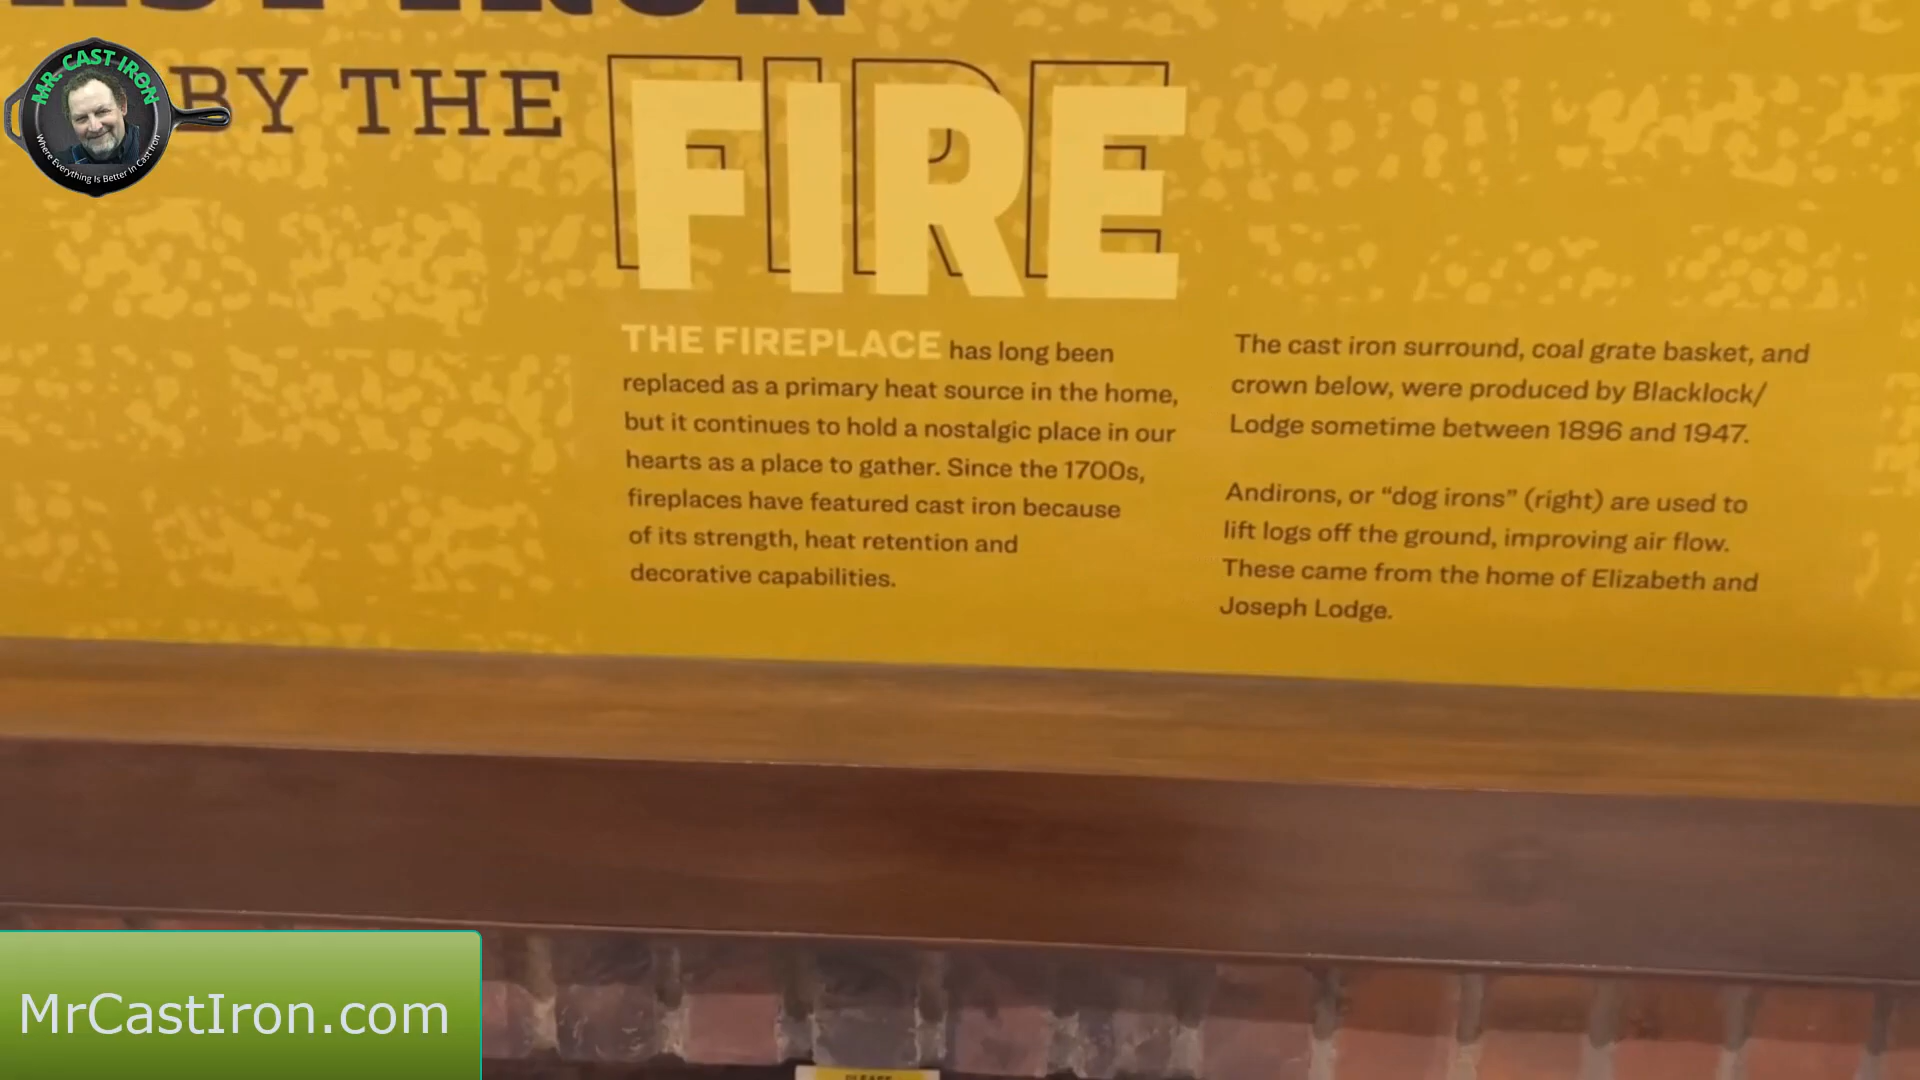 BY THE FIRE
MR. CAST IRON
Where Everything Is Better In Cast Iron
THE FIREPLACE has long been
replaced as a primary heat source in the home,
but it continues to hold a nostalgic place in our
hearts as a place to gather. Since the 1700s,
fireplaces have featured cast iron because
of its strength, heat retention and
decorative capabilities.
The cast iron surround, coal grate basket, and
crown below, were produced by Blacklock/
Lodge sometime between 1896 and 1947.
Andirons, or “dog irons” (right) are used to
lift logs off the ground, improving air flow.
These came from the home of Elizabeth and
Joseph Lodge.
MrCastIron.com